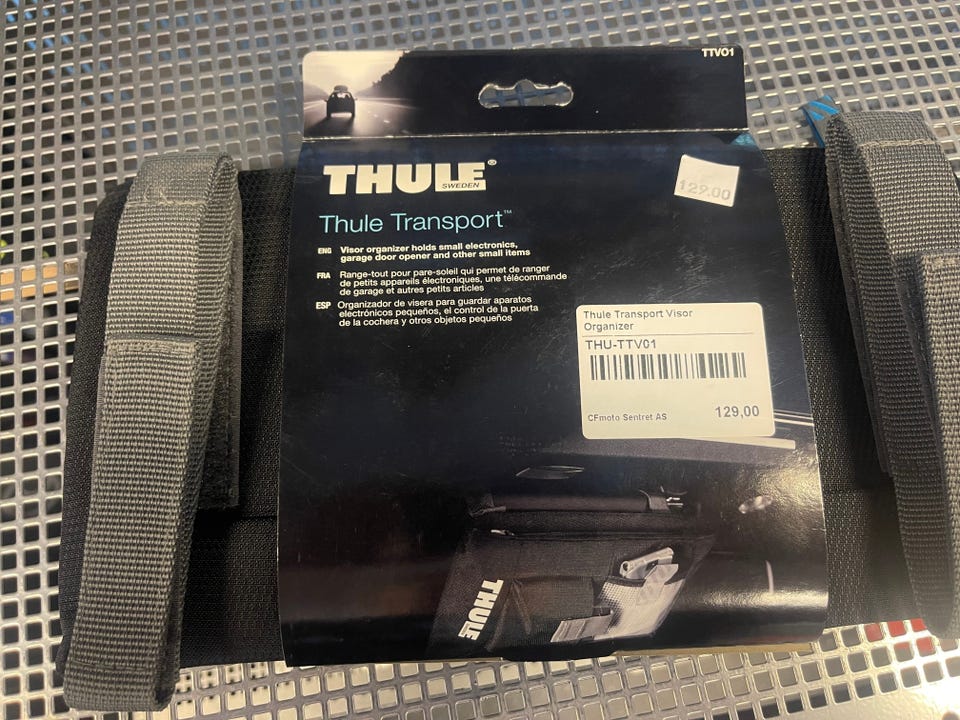 TTV01
THULE®
SWEDEN
129.00
Thule Transport™
ENG Visor organizer holds small electronics,
garage door opener and other small items
FRA Range-tout pour pare-soleil qui permet de ranger
de petits appareils électroniques, une télécommande
de garage et autres petits articles
ESP Organizador de visera para guardar aparatos
electrónicos pequeños, el control de la puerta
de la cochera y otros objetos pequeños
Thule Transport Visor
Organizer
THU-TTV01
CFmoto Sentret AS 129,00
THULE